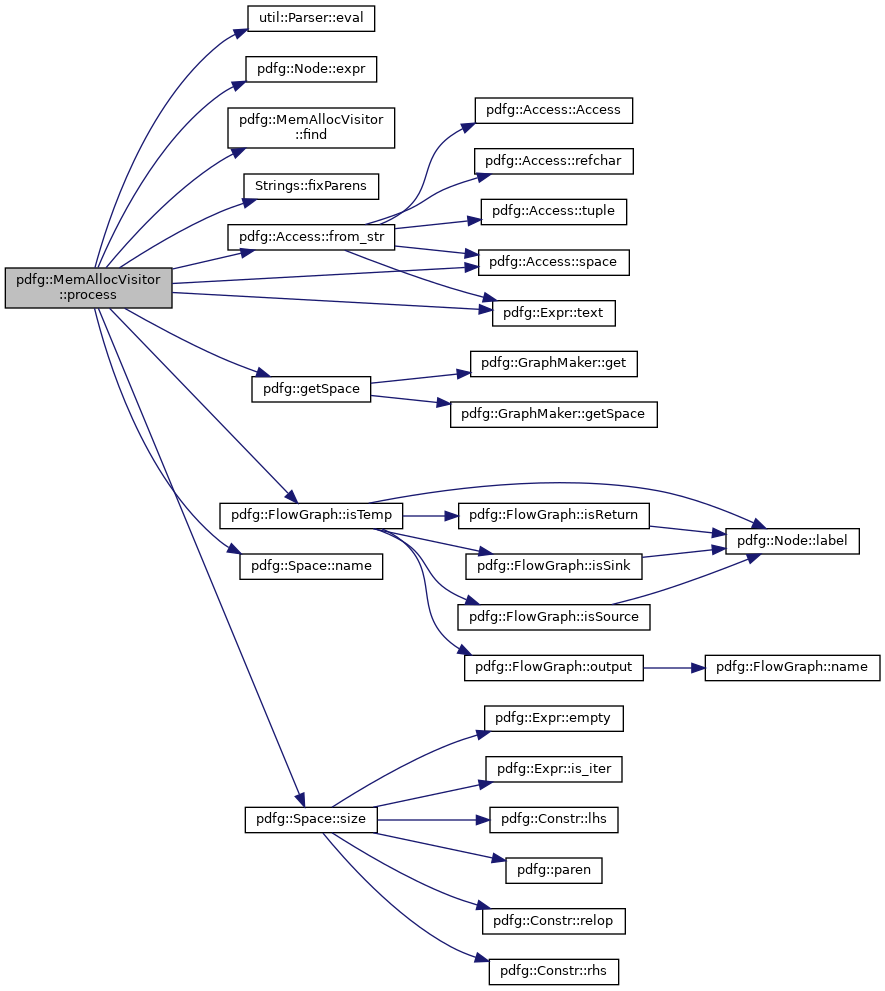 util::Parser::eval
pdfg::Node::expr
pdfg::MemAllocVisitor
::find
Strings::fixParens
pdfg::Access::from_str
pdfg::Access::Access
pdfg::Access::refchar
pdfg::Access::tuple
pdfg::Access::space
pdfg::Expr::text
pdfg::MemAllocVisitor
::process
pdfg::getSpace
pdfg::GraphMaker::get
pdfg::GraphMaker::getSpace
pdfg::FlowGraph::isTemp
pdfg::FlowGraph::isReturn
pdfg::Node::label
pdfg::FlowGraph::isSink
pdfg::Space::name
pdfg::FlowGraph::isSource
pdfg::FlowGraph::output
pdfg::FlowGraph::name
pdfg::Expr::empty
pdfg::Expr::is_iter
pdfg::Space::size
pdfg::Constr::lhs
pdfg::paren
pdfg::Constr::relop
pdfg::Constr::rhs